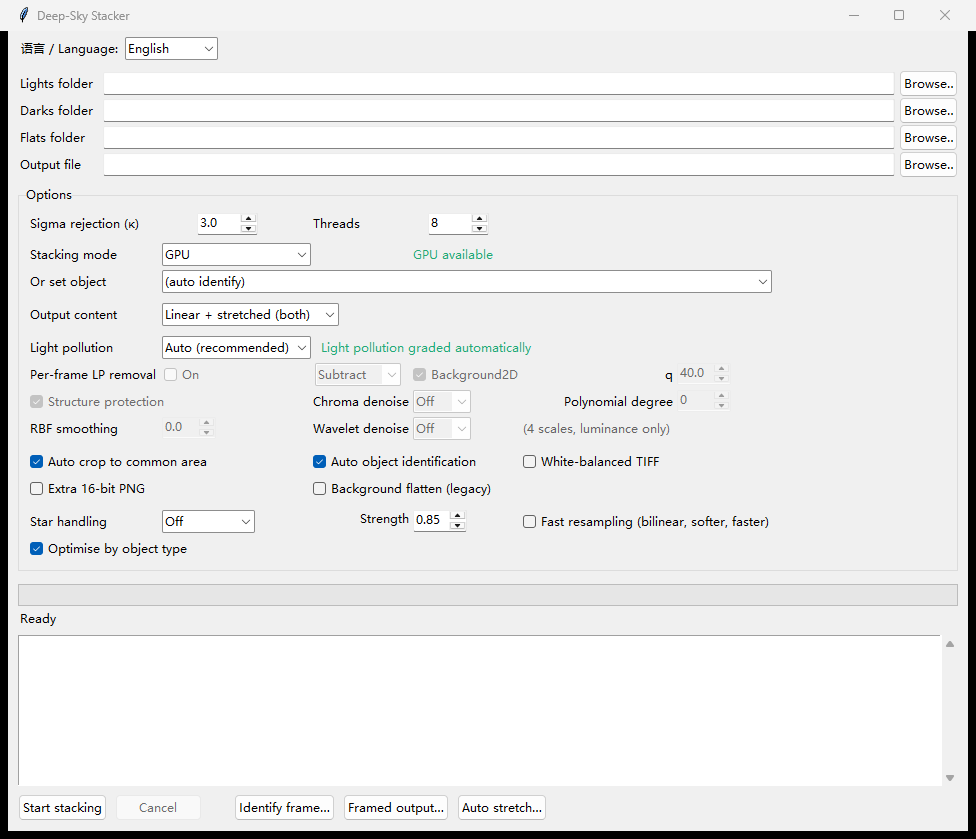 Deep-Sky Stacker
语言 / Language: English
Lights folder Browse..
Darks folder Browse..
Flats folder Browse..
Output file Browse..
Options
Sigma rejection (κ) 3.0 Threads 8
Stacking mode GPU GPU available
Or set object (auto identify)
Output content Linear + stretched (both)
Light pollution Auto (recommended) Light pollution graded automatically
Per-frame LP removal On Subtract Background2D q 40.0
Structure protection Chroma denoise Off Polynomial degree 0
RBF smoothing 0.0 Wavelet denoise Off (4 scales, luminance only)
Auto crop to common area Auto object identification White-balanced TIFF
Extra 16-bit PNG Background flatten (legacy)
Star handling Off Strength 0.85 Fast resampling (bilinear, softer, faster)
Optimise by object type
Ready
Start stacking Cancel Identify frame... Framed output... Auto stretch...